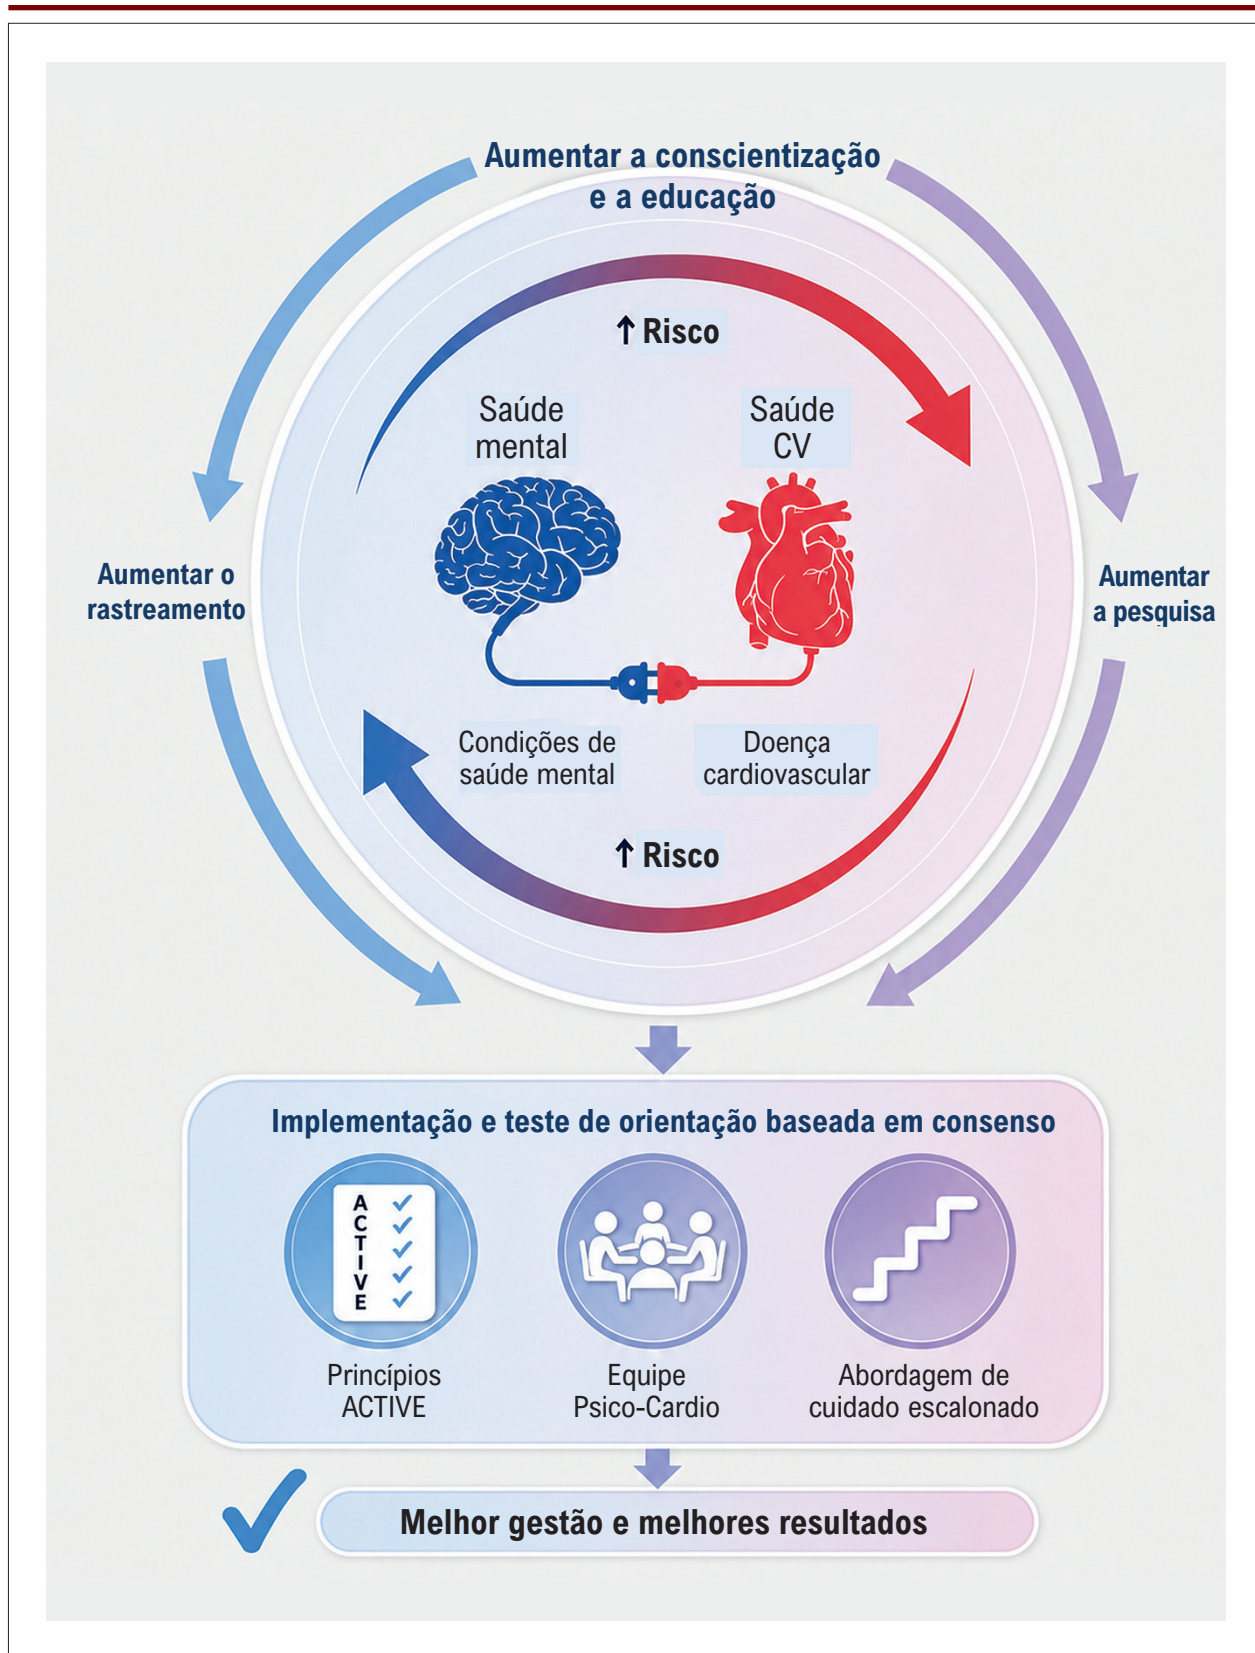 Aumentar a conscientização
e a educação
↑ Risco
Saúde
mental
Saúde
CV
Aumentar o
rastreamento
Aumentar
a pesquisa
Condições de
saúde mental
Doença
cardiovascular
↑ Risco
Implementação e teste de orientação baseada em consenso
A
C
T
I
V
E
Princípios
ACTIVE
Equipe
Psico-Cardio
Abordagem de
cuidado escalonado
Melhor gestão e melhores resultados